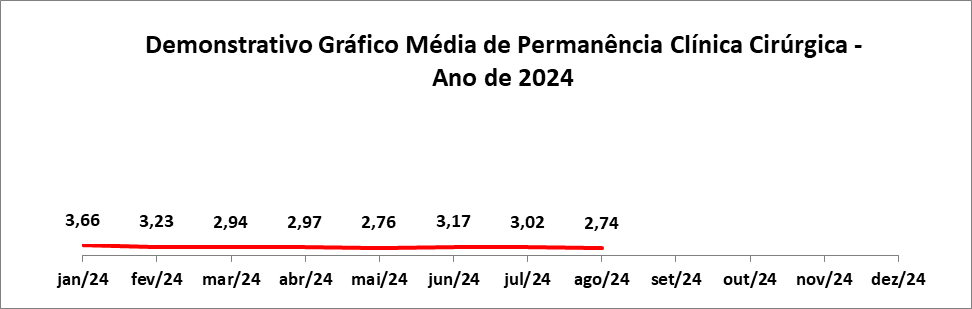 Demonstrativo Gráfico Média de Permanência Clínica Cirúrgica -
Ano de 2024
3,66 3,23 2,94 2,97 2,76 3,17 3,02 2,74
jan/24 fev/24 mar/24 abr/24 mai/24 jun/24 jul/24 ago/24 set/24 out/24 nov/24 dez/24